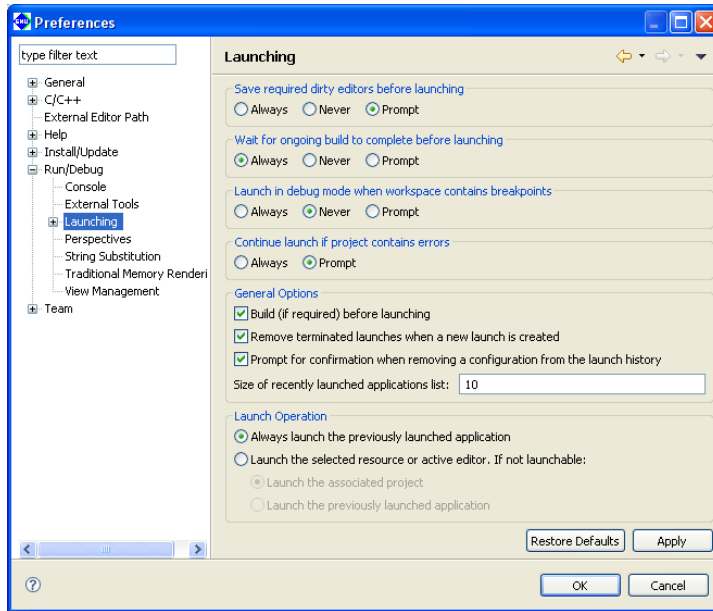 GNU Preferences
type filter text
General
C/C++
External Editor Path
Help
Install/Update
Run/Debug
Console
External Tools
Launching
Perspectives
String Substitution
Traditional Memory Renderi
View Management
Team
Launching
Save required dirty editors before launching
Always Never Prompt
Wait for ongoing build to complete before launching
Always Never Prompt
Launch in debug mode when workspace contains breakpoints
Always Never Prompt
Continue launch if project contains errors
Always Prompt
General Options
Build (if required) before launching
Remove terminated launches when a new launch is created
Prompt for confirmation when removing a configuration from the launch history
Size of recently launched applications list: 10
Launch Operation
Always launch the previously launched application
Launch the selected resource or active editor. If not launchable:
Launch the associated project
Launch the previously launched application
Restore Defaults Apply
? OK Cancel